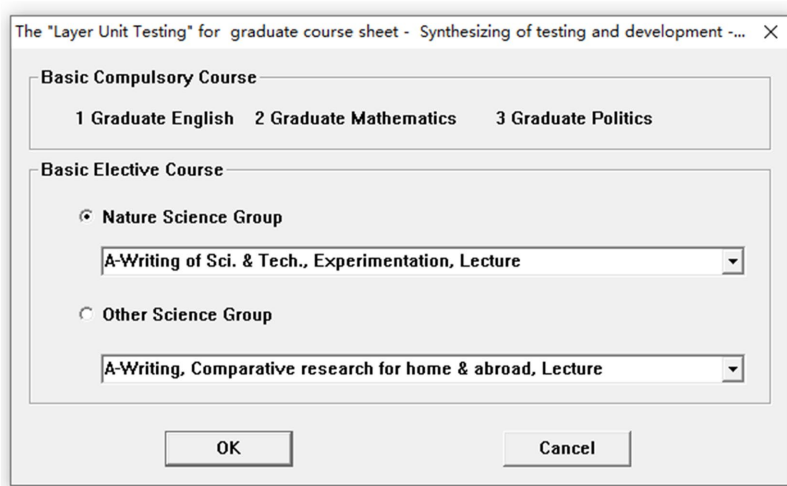 The "Layer Unit Testing" for graduate course sheet - Synthesizing of testing and development -...
Basic Compulsory Course
1 Graduate English 2 Graduate Mathematics 3 Graduate Politics
Basic Elective Course
Nature Science Group
A-Writing of Sci. & Tech., Experimentation, Lecture
Other Science Group
A-Writing, Comparative research for home & abroad, Lecture
OK Cancel